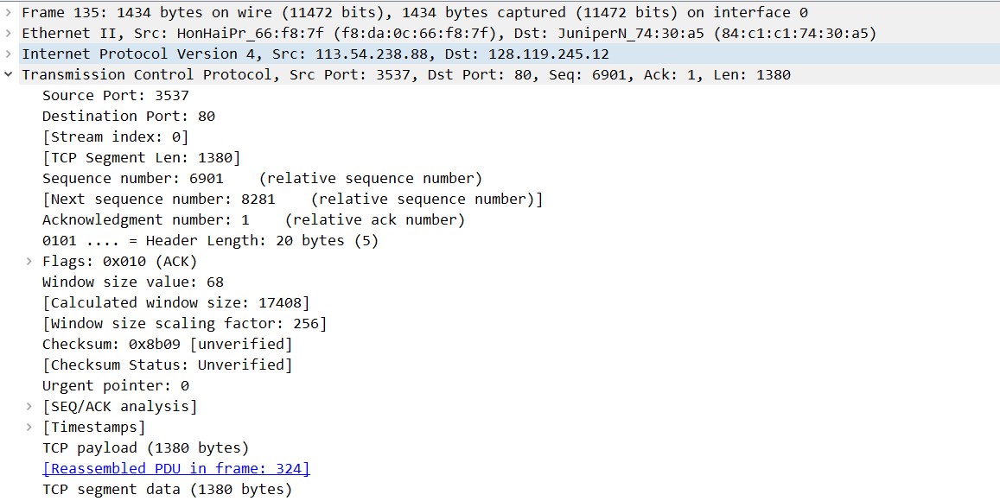 Frame 135: 1434 bytes on wire (11472 bits), 1434 bytes captured (11472 bits) on interface 0
Ethernet II, Src: HonHaiPr_66:f8:7f (f8:da:0c:66:f8:7f), Dst: JuniperN_74:30:a5 (84:c1:c1:74:30:a5)
Internet Protocol Version 4, Src: 113.54.238.88, Dst: 128.119.245.12
Transmission Control Protocol, Src Port: 3537, Dst Port: 80, Seq: 6901, Ack: 1, Len: 1380
Source Port: 3537
Destination Port: 80
[Stream index: 0]
[TCP Segment Len: 1380]
Sequence number: 6901    (relative sequence number)
[Next sequence number: 8281    (relative sequence number)]
Acknowledgment number: 1    (relative ack number)
0101 .... = Header Length: 20 bytes (5)
Flags: 0x010 (ACK)
Window size value: 68
[Calculated window size: 17408]
[Window size scaling factor: 256]
Checksum: 0x8b09 [unverified]
[Checksum Status: Unverified]
Urgent pointer: 0
[SEQ/ACK analysis]
[Timestamps]
TCP payload (1380 bytes)
[Reassembled PDU in frame: 324]
TCP segment data (1380 bytes)